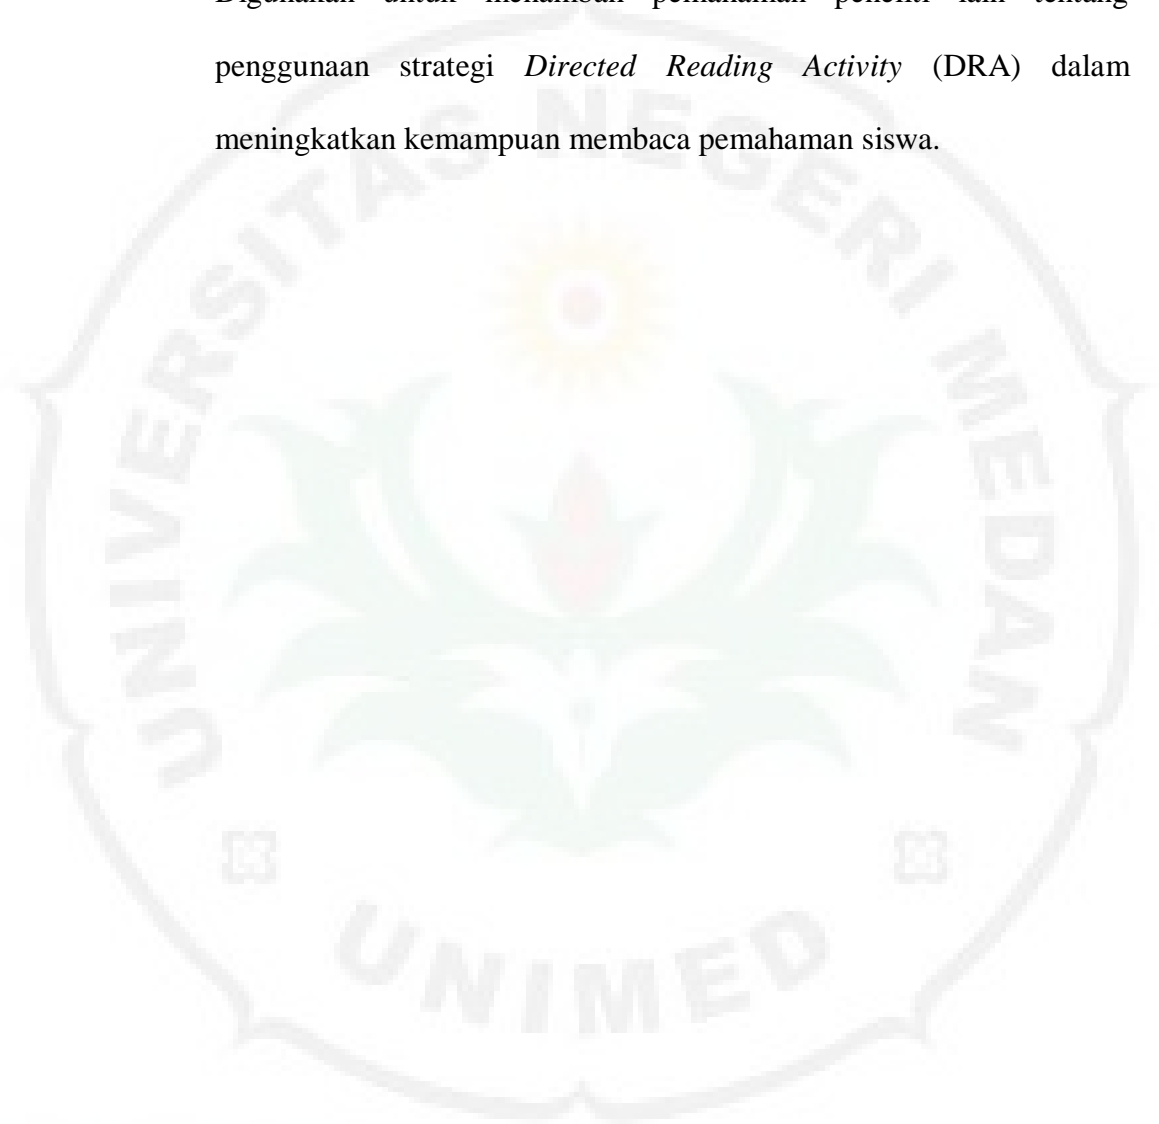 Digunakan untuk menambah pemahaman peneliti lain tentang
penggunaan strategi Directed Reading Activity (DRA) dalam
meningkatkan kemampuan membaca pemahaman siswa.
UNIVERSITAS NEGERI MEDAN
UNIMED